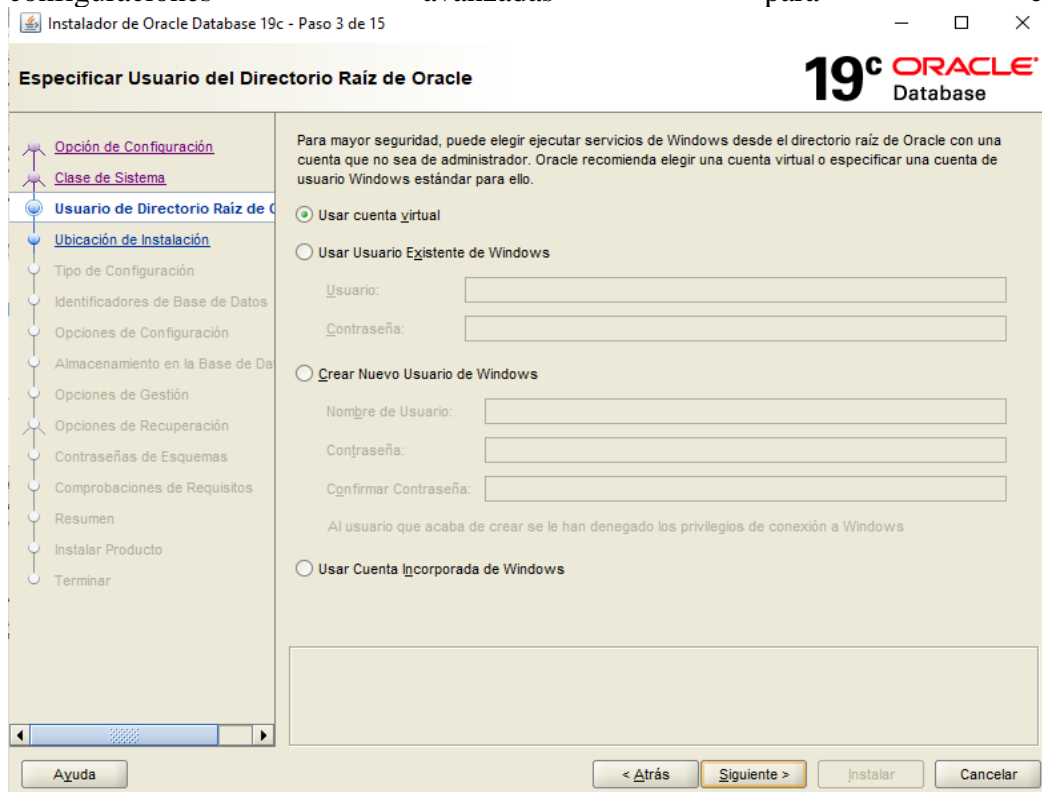 configuraciones avanzadas para
Instalador de Oracle Database 19c - Paso 3 de 15
Especificar Usuario del Directorio Raíz de Oracle
19c ORACLE
Database
Opción de Configuración
Clase de Sistema
Usuario de Directorio Raíz de
Ubicación de Instalación
Tipo de Configuración
Identificadores de Base de Datos
Opciones de Configuración
Almacenamiento en la Base de
Opciones de Gestión
Opciones de Recuperación
Contraseñas de Esquemas
Comprobaciones de Requisitos
Resumen
Instalar Producto
Terminar
Para mayor seguridad, puede elegir ejecutar servicios de Windows desde el directorio raíz de Oracle con una
cuenta que no sea de administrador. Oracle recomienda elegir una cuenta virtual o especificar una cuenta de
usuario Windows estándar para ello.
Usar cuenta virtual
Usar Usuario Existente de Windows
Usuario:
Contraseña:
Crear Nuevo Usuario de Windows
Nombre de Usuario:
Contraseña:
Confirmar Contraseña:
Al usuario que acaba de crear se le han denegado los privilegios de conexión a Windows
Usar Cuenta Incorporada de Windows
Ayuda
< Atrás
Siguiente >
Instalar
Cancelar